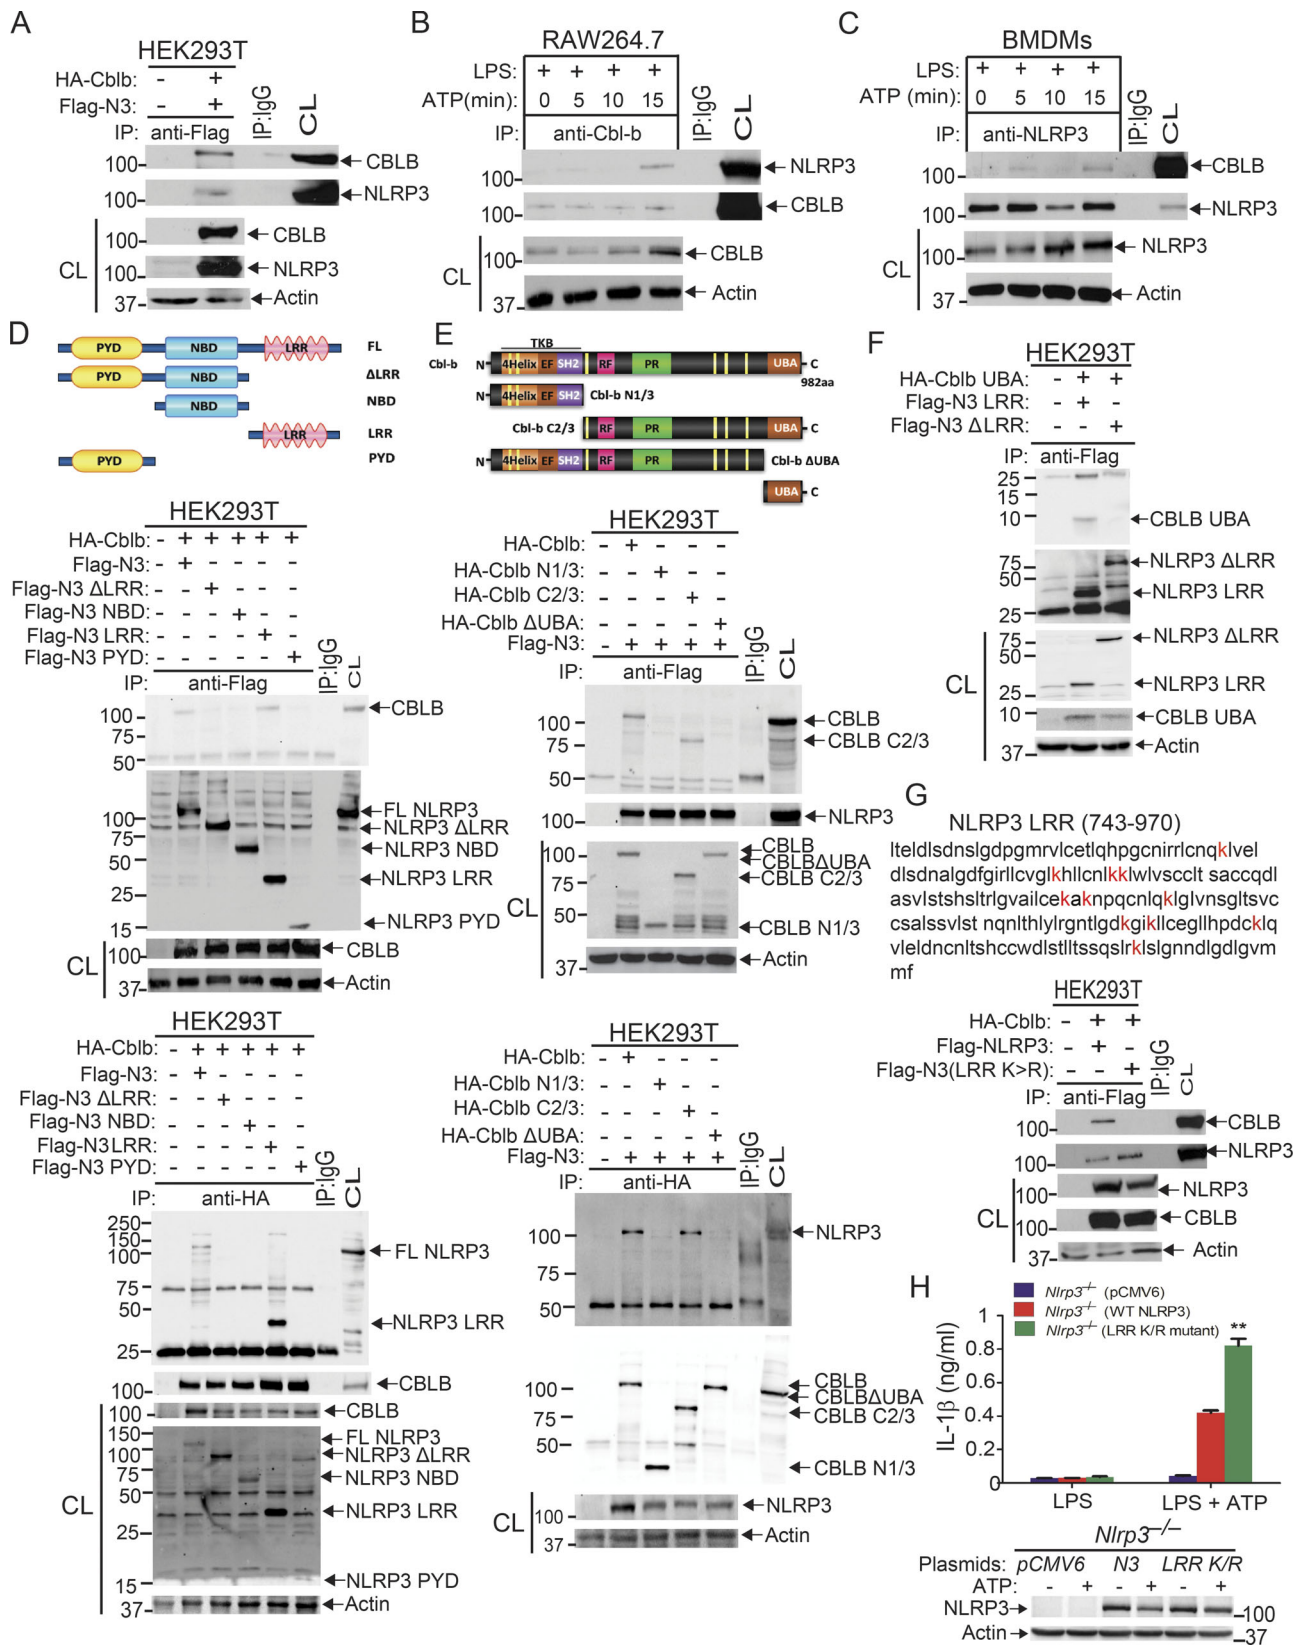 A
HEK293T
HA-Cblb: - +
Flag-N3: - +
IP: anti-Flag IP:IgG CL
100 CBLB
100 NLRP3
CL
100 CBLB
100 NLRP3
37 Actin
B
RAW264.7
LPS: + + + +
ATP(min): 0 5 10 15
IP: anti-Cbl-b IP:IgG CL
100 NLRP3
100 CBLB
CL
100 CBLB
37 Actin
C
BMDMs
LPS: + + + +
ATP (min): 0 5 10 15
IP: anti-NLRP3 IP:IgG CL
100 CBLB
100 NLRP3
CL
100 NLRP3
37 Actin
D
PYD NBD LRR FL
PYD NBD ΔLRR
NBD NBD
LRR LRR
PYD PYD
HEK293T
HA-Cblb: - + + + + +
Flag-N3: - + - - - -
Flag-N3 ΔLRR: - - + - - -
Flag-N3 NBD: - - - + - -
Flag-N3 LRR: - - - - + -
Flag-N3 PYD: - - - - - +
IP: anti-Flag IP:IgG CL
100 CBLB
75
50
100 FL NLRP3
75 NLRP3 ΔLRR
50 NLRP3 NBD
25 NLRP3 LRR
15 NLRP3 PYD
CL
100 CBLB
37 Actin
HEK293T
HA-Cblb: - + + + + +
Flag-N3: - + - - - -
Flag-N3 ΔLRR: - - + - - -
Flag-N3 NBD: - - - + - -
Flag-N3LRR: - - - - + -
Flag-N3 PYD: - - - - - +
IP: anti-HA IP:IgG CL
250
150
100 FL NLRP3
75
50 NLRP3 LRR
25
100 CBLB
CL
100 CBLB
150 FL NLRP3
100 NLRP3 ΔLRR
75 NLRP3 NBD
50 NLRP3 LRR
25
15 NLRP3 PYD
37 Actin
E
TKB
Cbl-b N 4Helix EF SH2 RF PR UBA C
982aa
N 4Helix EF SH2 Cbl-b N1/3
Cbl-b C2/3 RF PR UBA C
N 4Helix EF SH2 RF PR Cbl-b ΔUBA
UBA C
HEK293T
HA-Cblb: - + - - -
HA-Cblb N1/3: - - + - -
HA-Cblb C2/3: - - - + -
HA-Cblb ΔUBA: - - - - +
Flag-N3: - + + + +
IP: anti-Flag IP:IgG CL
100 CBLB
75 CBLB C2/3
50
100 NLRP3
CL
100 CBLB
CBLBΔUBA
75 CBLB C2/3
50 CBLB N1/3
37 Actin
HEK293T
HA-Cblb: - + - - -
HA-Cblb N1/3: - - + - -
HA-Cblb C2/3: - - - + -
HA-Cblb ΔUBA: - - - - +
Flag-N3: - + + + +
IP: anti-HA IP:IgG CL
100 NLRP3
75
50
100 CBLB
CBLBΔUBA
75 CBLB C2/3
50
CBLB N1/3
CL
100 NLRP3
37 Actin
F
HEK293T
HA-Cblb UBA: - + +
Flag-N3 LRR: - + -
Flag-N3 ΔLRR: - - +
IP: anti-Flag
25
15
10 CBLB UBA
75 NLRP3 ΔLRR
50 NLRP3 LRR
25
CL
75 NLRP3 ΔLRR
50
25 NLRP3 LRR
10 CBLB UBA
37 Actin
G
NLRP3 LRR (743-970)
lteldlsdnslgdpgmrvlcetlqhpgcnirrlcnqklvel
dlsdnalgdfgirllcvglkhllcnlkklwlvscclt saccqdl
asvlstshsltrlgvailcekaknpqcnlqklglvnsgltsvc
csalssvlst nqnlthlylrgntlgdkgikllcegllhpdcklq
vleldncnltshccwdlstlltssqslrklslgnndlgdlgvm
mf
HEK293T
HA-Cblb: - + +
Flag-NLRP3: - + -
Flag-N3(LRR K>R): - - +
IP: anti-Flag IP:IgG CL
100 CBLB
100 NLRP3
CL
100 NLRP3
100 CBLB
37 Actin
H
Nlrp3−/− (pCMV6)
Nlrp3−/− (WT NLRP3)
Nlrp3−/− (LRR K/R mutant)
IL-1β (ng/ml)
1
0.8
0.4
0.2
0
**
LPS LPS + ATP
Nlrp3−/−
Plasmids: pCMV6 N3 LRR K/R
ATP: - + - + - +
NLRP3 100
Actin 37